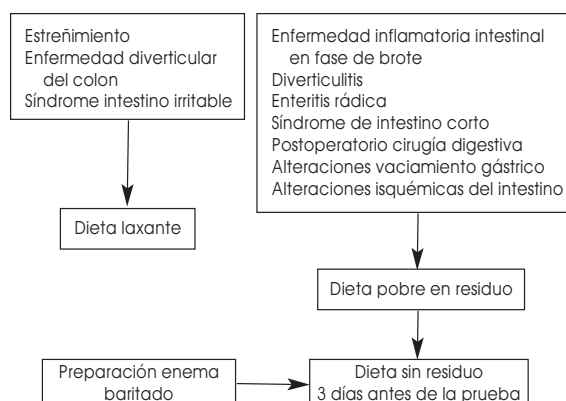 Estreñimiento
Enfermedad diverticular
del colon
Síndrome intestino irritable
Enfermedad inflamatoria intestinal
en fase de brote
Diverticulitis
Enteritis rádica
Síndrome de intestino corto
Postoperatorio cirugía digestiva
Alteraciones vaciamiento gástrico
Alteraciones isquémicas del intestino
Dieta laxante
Dieta pobre en residuo
Preparación enema
baritado
Dieta sin residuo
3 días antes de la prueba